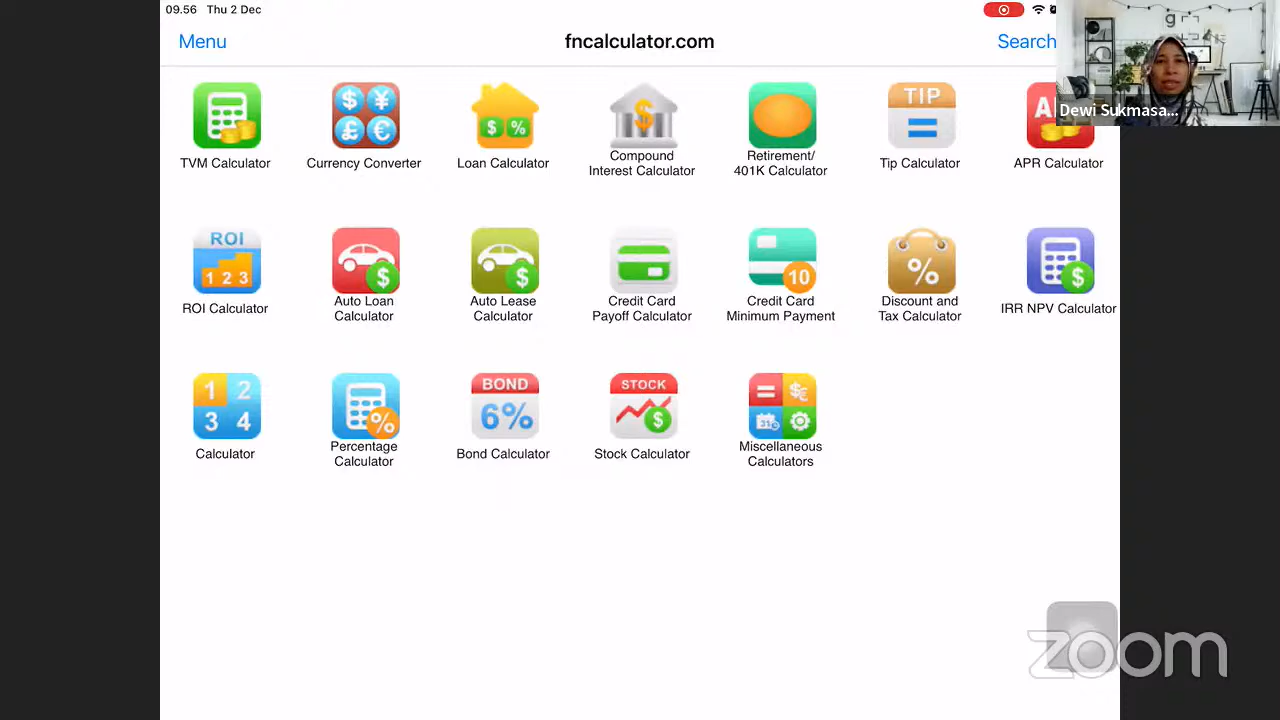 09.56 Thu 2 Dec
Menu
fncalculator.com
Search
Dewi Sukmasa...
TIP
TVM Calculator
Currency Converter
Loan Calculator
Compound
Interest Calculator
Retirement/
401K Calculator
Tip Calculator
APR Calculator
ROI
1 2 3
10
ROI Calculator
Auto Loan
Calculator
Auto Lease
Calculator
Credit Card
Payoff Calculator
Credit Card
Minimum Payment
Discount and
Tax Calculator
IRR NPV Calculator
1 2
3 4
BOND
6%
STOCK
31
Calculator
Percentage
Calculator
Bond Calculator
Stock Calculator
Miscellaneous
Calculators
zoom